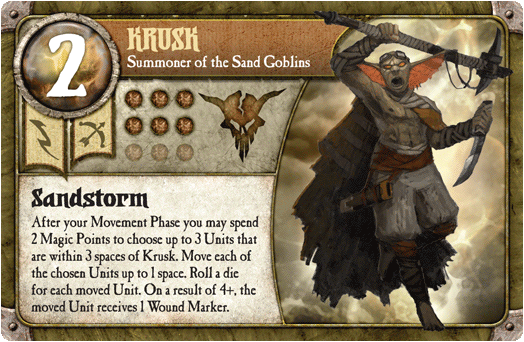 2
KRUSK
Summoner of the Sand Goblins
Sandstorm
After your Movement Phase you may spend
2 Magic Points to choose up to 3 Units that
are within 3 spaces of Krusk. Move each of
the chosen Units up to 1 space. Roll a die
for each moved Unit. On a result of 4+, the
moved Unit receives 1 Wound Marker.